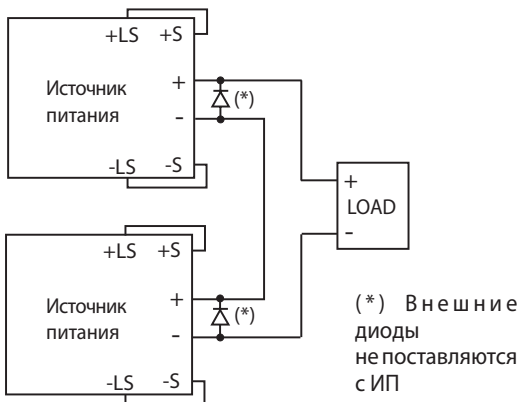 +LS +S
Источник
питания
+
-
(*)
-LS -S
+
LOAD
-
+LS +S
Источник
питания
+
-
(*)
-LS -S
(*) Внешние
диоды
не поставляются
с ИП